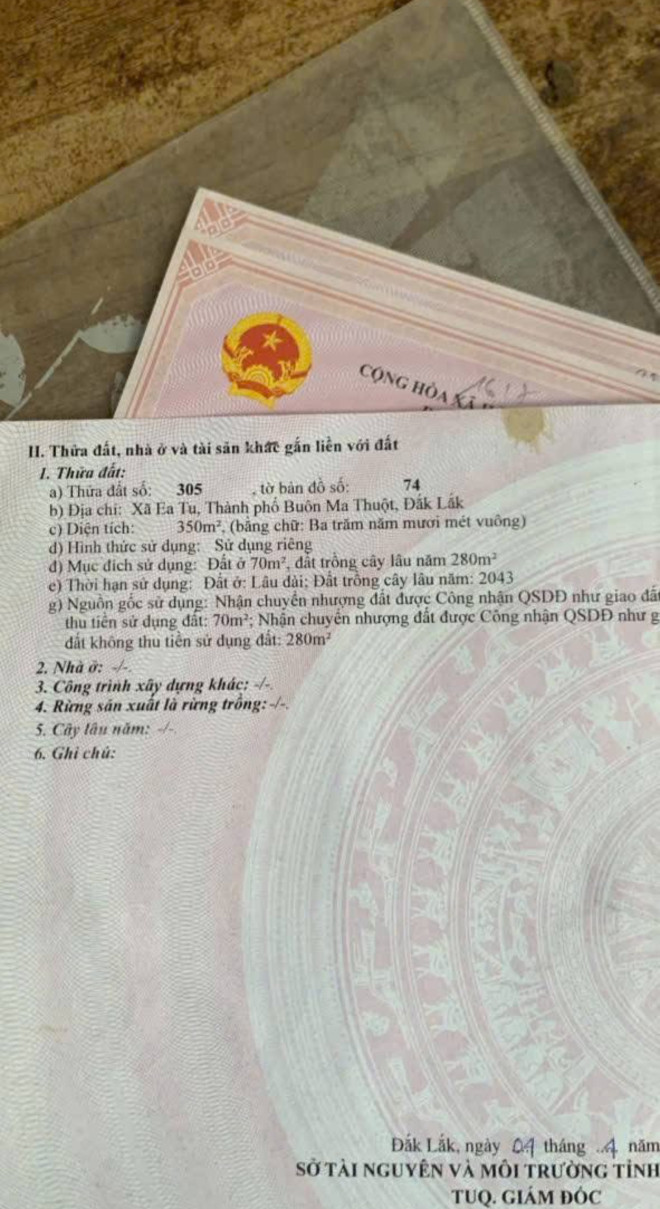 CỘNG HÒA XÃ
II. Thửa đất, nhà ở và tài sản khác gắn liền với đất
1. Thửa đất:
a) Thửa đất số: 305 , tờ bản đồ số: 74
b) Địa chỉ: Xã Ea Tu, Thành phố Buôn Ma Thuột, Đắk Lắk
c) Diện tích: 350m², (bằng chữ: Ba trăm năm mươi mét vuông)
d) Hình thức sử dụng: Sử dụng riêng
đ) Mục đích sử dụng: Đất ở 70m², đất trồng cây lâu năm 280m²
e) Thời hạn sử dụng: Đất ở: Lâu dài; Đất trồng cây lâu năm: 2043
g) Nguồn gốc sử dụng: Nhận chuyển nhượng đất được Công nhận QSDĐ như giao đất
thu tiền sử dụng đất: 70m²; Nhận chuyển nhượng đất được Công nhận QSDĐ như g
đất không thu tiền sử dụng đất: 280m²
2. Nhà ở: -/-.
3. Công trình xây dựng khác: -/-.
4. Rừng sản xuất là rừng trồng: -/-.
5. Cây lâu năm: -/-.
6. Ghi chú:
Đắk Lắk, ngày 09 tháng ..4 năm
SỞ TÀI NGUYÊN VÀ MÔI TRƯỜNG TỈNH
TUQ. GIÁM ĐỐC